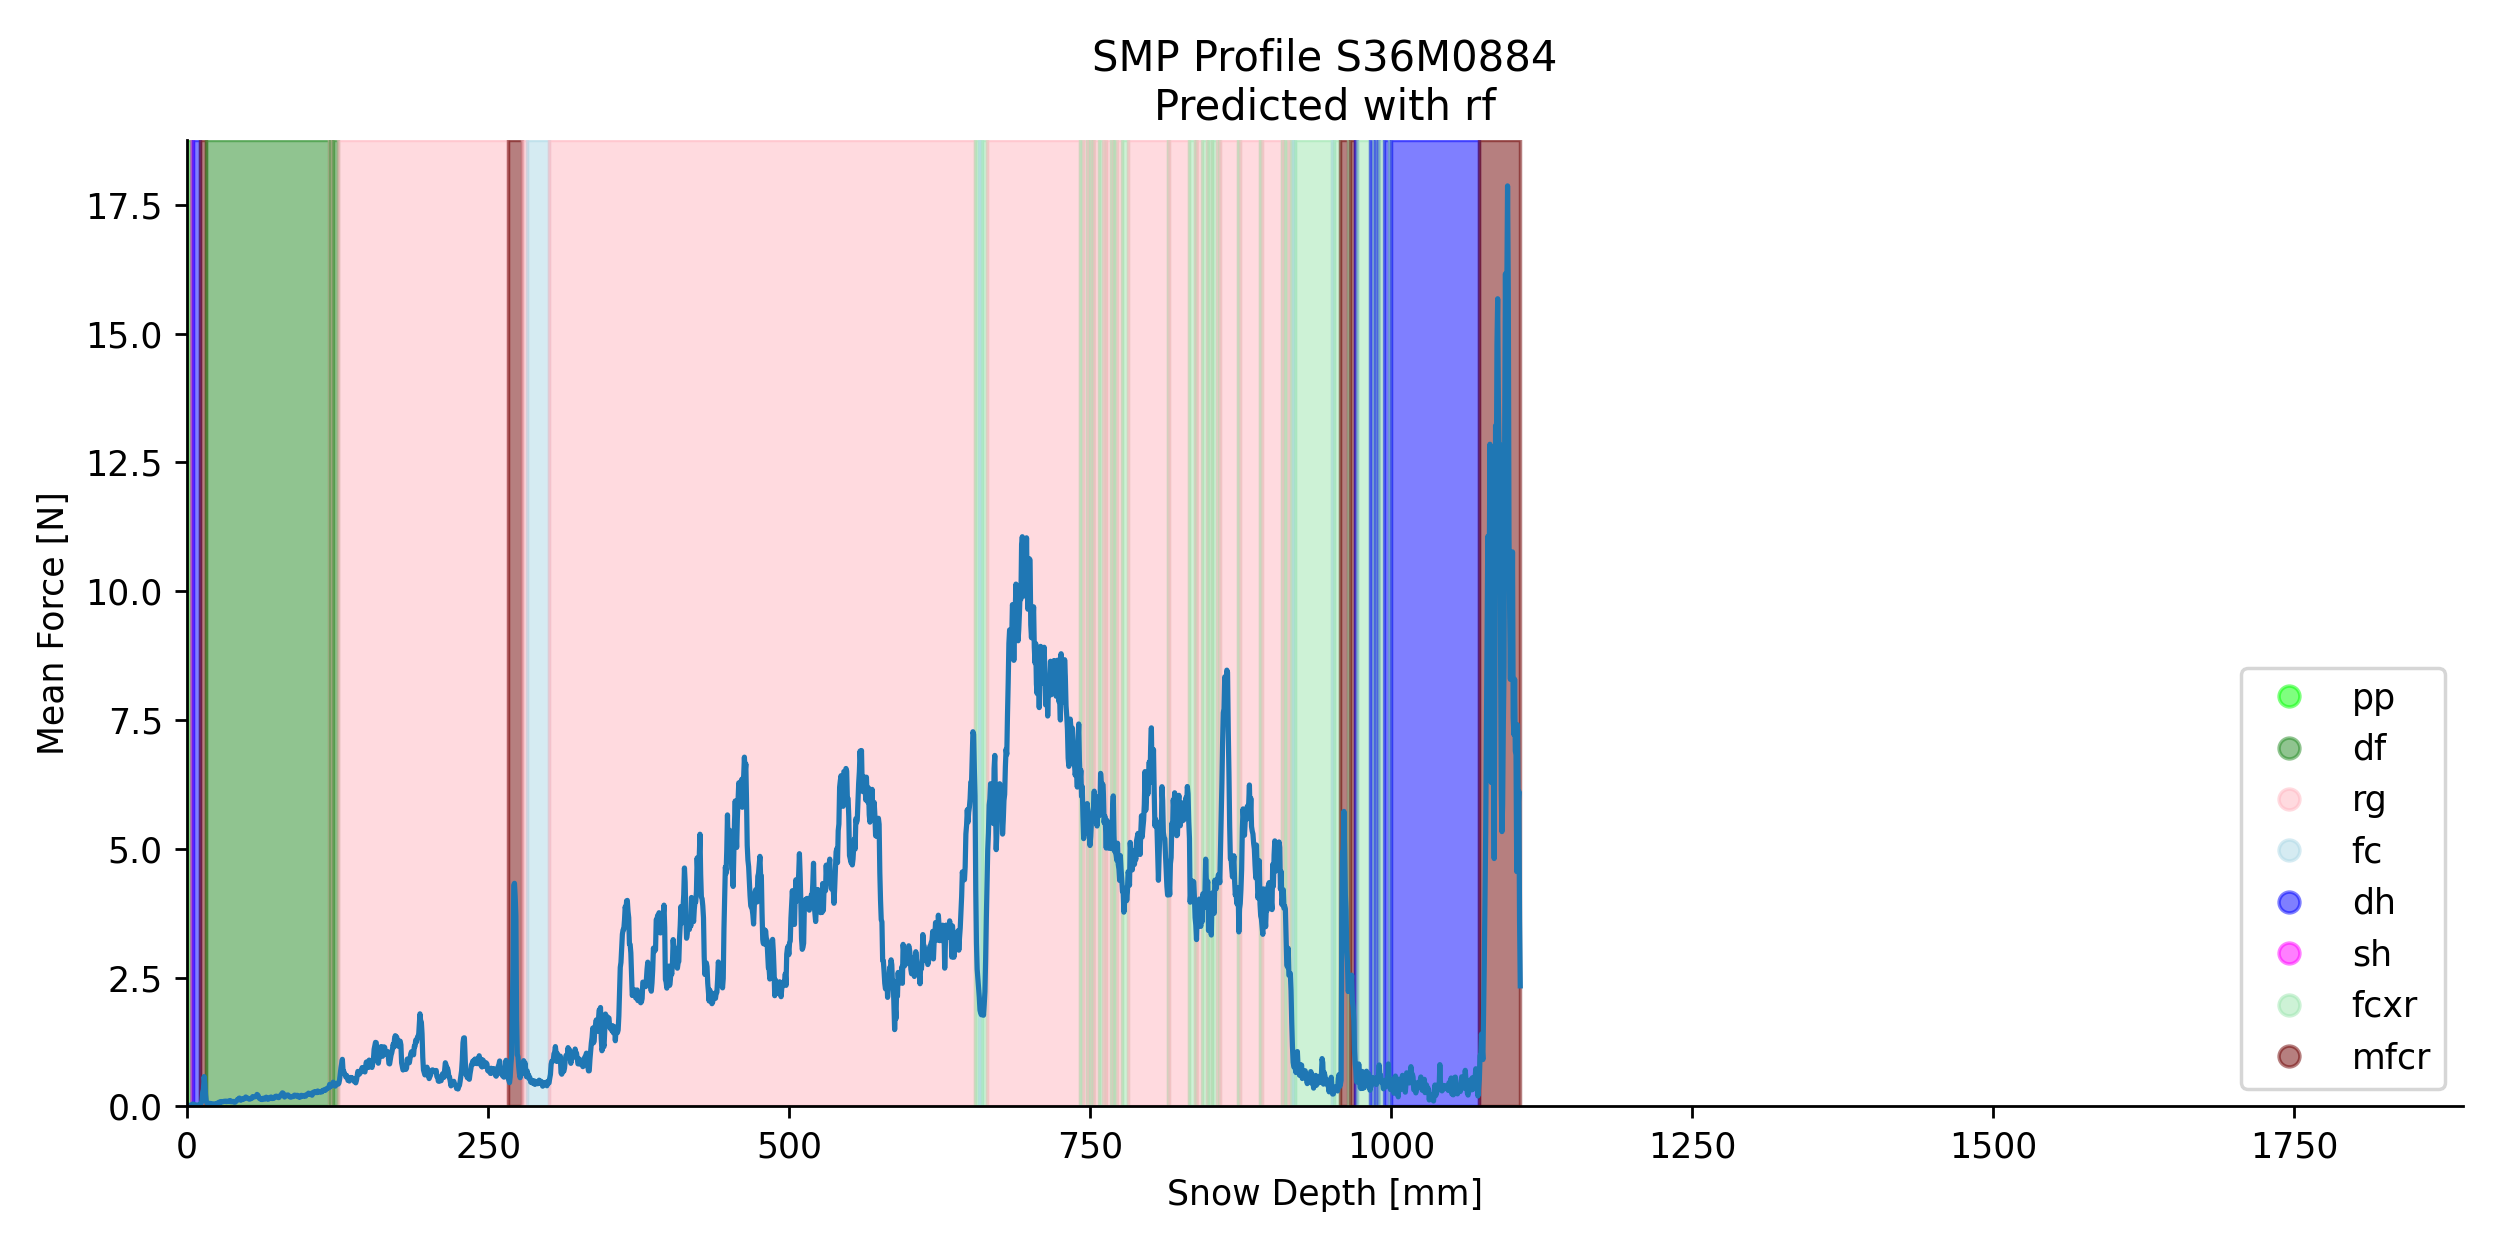 SMP Profile S36M0884
Predicted with rf
Mean Force [N]
17.5
15.0
12.5
10.0
7.5
5.0
2.5
0.0
0
250
500
750
1000
1250
1500
1750
Snow Depth [mm]
pp
df
rg
fc
dh
sh
fcxr
mfcr